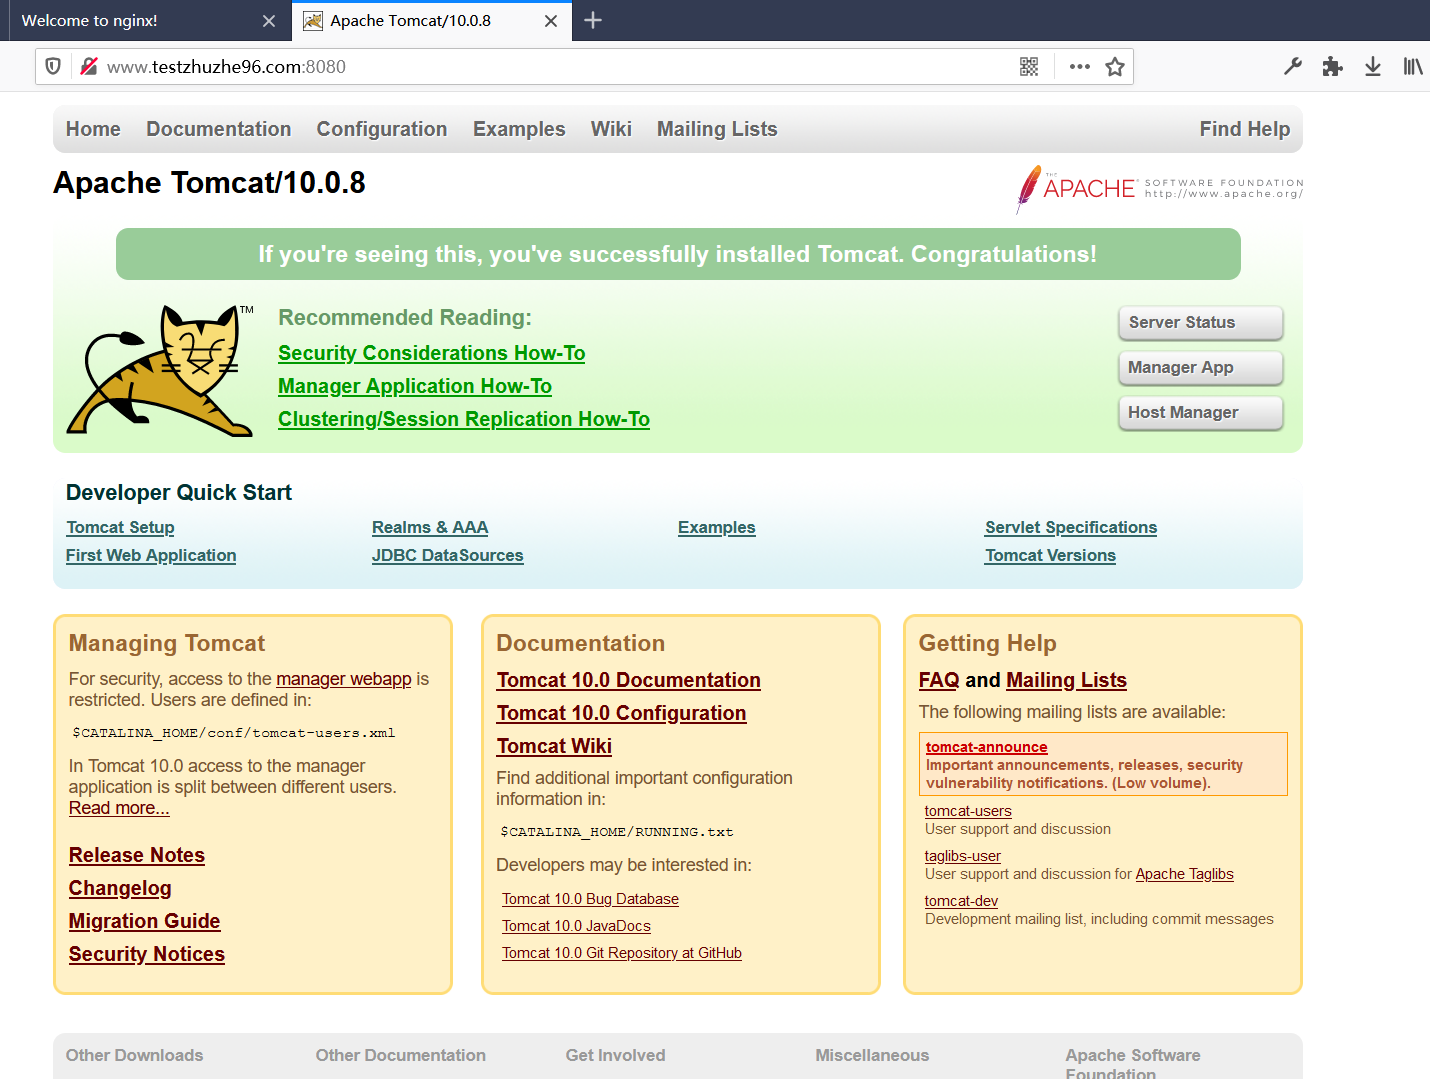 Welcome to nginx!
Apache Tomcat/10.0.8
www.testzhuzhe96.com:8080
Home Documentation Configuration Examples Wiki Mailing Lists Find Help
Apache Tomcat/10.0.8
THE APACHE® SOFTWARE FOUNDATION
http://www.apache.org/
If you're seeing this, you've successfully installed Tomcat. Congratulations!
TM
Recommended Reading:
Security Considerations How-To
Manager Application How-To
Clustering/Session Replication How-To
Server Status
Manager App
Host Manager
Developer Quick Start
Tomcat Setup
First Web Application
Realms & AAA
JDBC DataSources
Examples
Servlet Specifications
Tomcat Versions
Managing Tomcat
For security, access to the manager webapp is
restricted. Users are defined in:
$CATALINA_HOME/conf/tomcat-users.xml
In Tomcat 10.0 access to the manager
application is split between different users.
Read more...
Release Notes
Changelog
Migration Guide
Security Notices
Documentation
Tomcat 10.0 Documentation
Tomcat 10.0 Configuration
Tomcat Wiki
Find additional important configuration
information in:
$CATALINA_HOME/RUNNING.txt
Developers may be interested in:
Tomcat 10.0 Bug Database
Tomcat 10.0 JavaDocs
Tomcat 10.0 Git Repository at GitHub
Getting Help
FAQ and Mailing Lists
The following mailing lists are available:
tomcat-announce
Important announcements, releases, security
vulnerability notifications. (Low volume).
tomcat-users
User support and discussion
taglibs-user
User support and discussion for Apache Taglibs
tomcat-dev
Development mailing list, including commit messages
Other Downloads
Other Documentation
Get Involved
Miscellaneous
Apache Software
Foundation